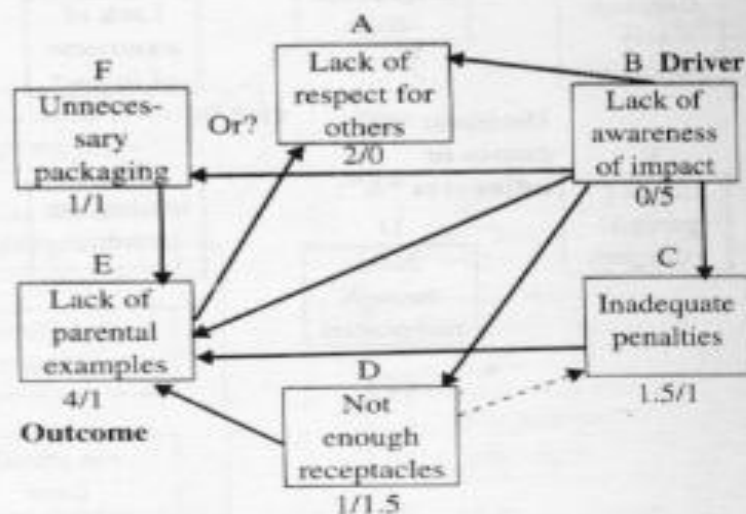 A
Lack of
respect for
others
2/0
B Driver
Lack of
awareness
of impact
0/5
F
Unneces-
sary
packaging
1/1
Or?
E
Lack of
parental
examples
4/1
Outcome
C
Inadequate
penalties
1.5/1
D
Not
enough
receptacles
1/1.5